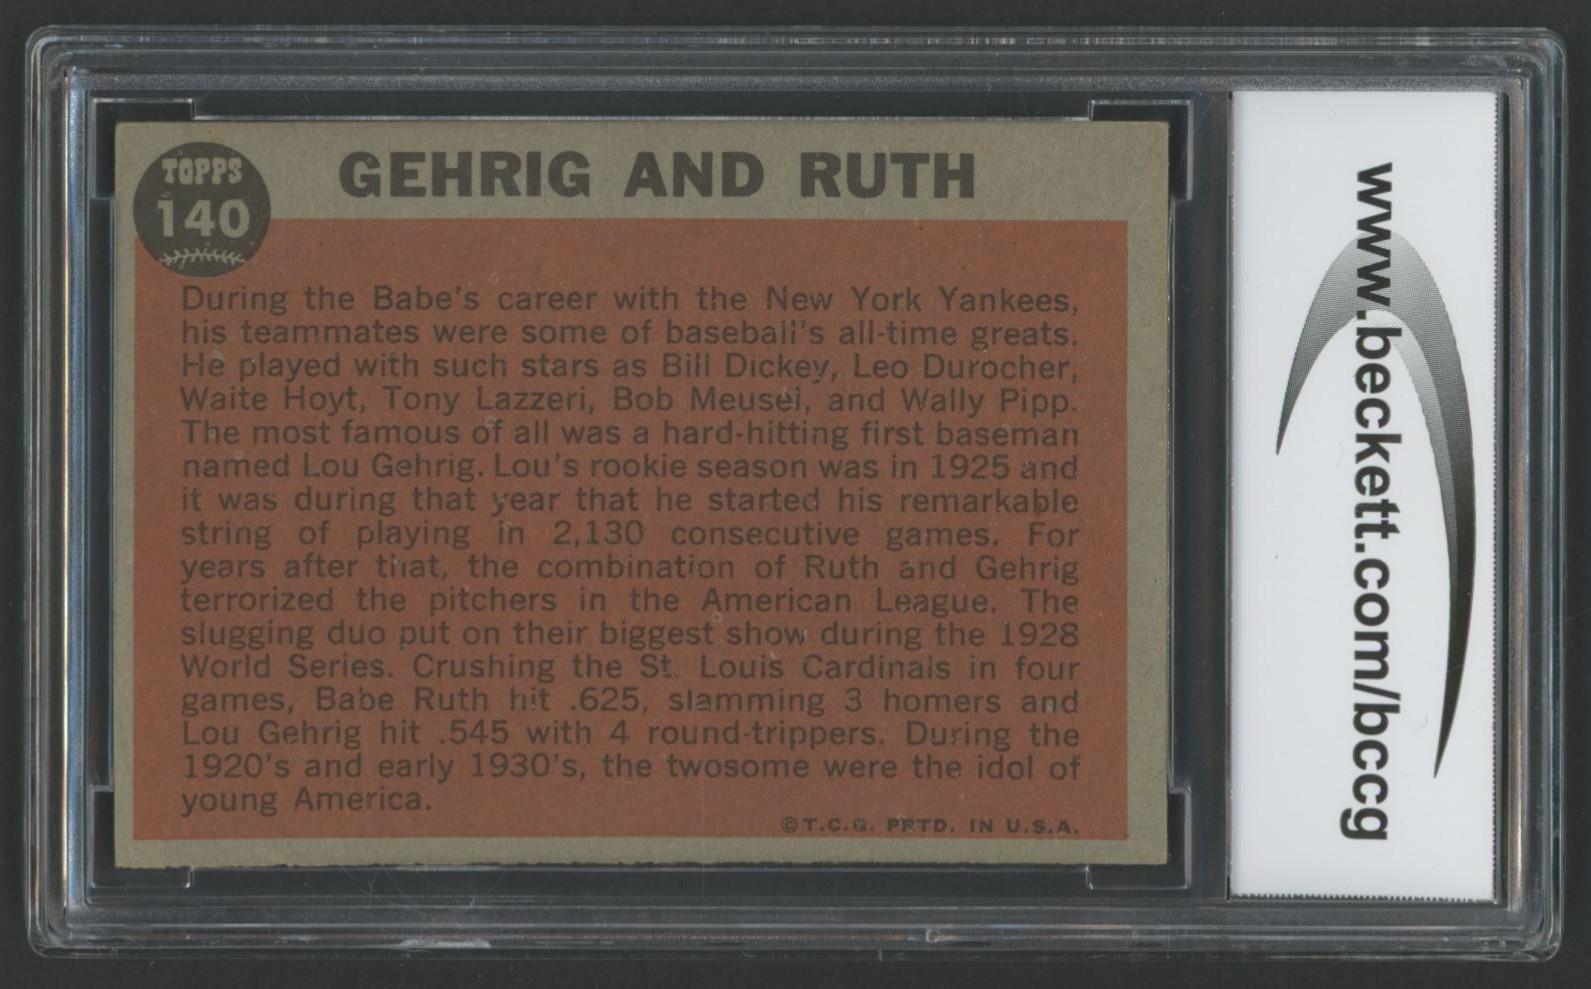 TOPPS
140
GEHRIG AND RUTH
During the Babe's career with the New York Yankees,
his teammates were some of baseball's all-time greats.
He played with such stars as Bill Dickey, Leo Durocher,
Waite Hoyt, Tony Lazzeri, Bob Meusel, and Wally Pipp.
The most famous of all was a hard-hitting first baseman
named Lou Gehrig. Lou's rookie season was in 1925 and
it was during that year that he started his remarkable
string of playing in 2,130 consecutive games. For
years after that, the combination of Ruth and Gehrig
terrorized the pitchers in the American League. The
slugging duo put on their biggest show during the 1928
World Series. Crushing the St. Louis Cardinals in four
games, Babe Ruth hit .625, slamming 3 homers and
Lou Gehrig hit .545 with 4 round-trippers. During the
1920's and early 1930's, the twosome were the idol of
young America.
©T.C.G. PRTD. IN U.S.A.
www.beckett.com/bccg